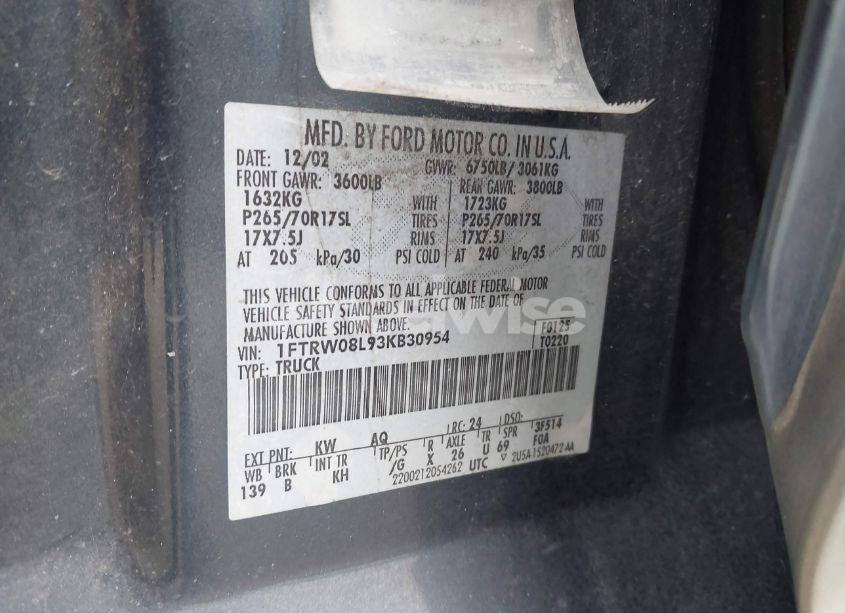 MFD. BY FORD MOTOR CO. IN U.S.A.
DATE: 12/02 GVWR: 6750LB/ 3061KG
FRONT GAWR: 3600LB REAR GAWR: 3800LB
1632KG WITH 1723KG WITH
P265/70R17SL TIRES P265/70R17SL TIRES
17X7.5J RIMS 17X7.5J RIMS
AT 205 kPa/30 PSI COLD AT 240 kPa/35 PSI COLD
THIS VEHICLE CONFORMS TO ALL APPLICABLE FEDERAL MOTOR
VEHICLE SAFETY STANDARDS IN EFFECT ON THE DATE OF
MANUFACTURE SHOWN ABOVE.
VIN: 1FTRW08L93KB30954 F0125
TYPE: TRUCK T0220
EXT PNT: KW AQ RC: 24 DSO: 3F514
WB BRK INT TR TP/PS R AXLE TR SPR F0A
139 B KH /G X 26 U 69
2200212054262 UTC 2U5A-1520472-AA